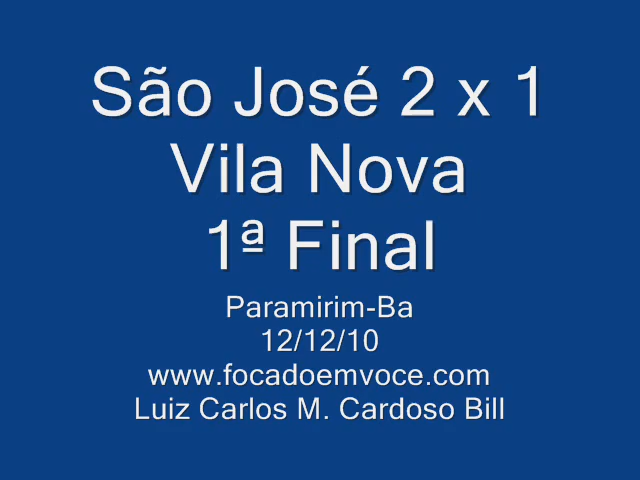 São José 2 x 1
Vila Nova
1ª Final
Paramirim-Ba
12/12/10
www.focadoemvoce.com
Luiz Carlos M. Cardoso Bill